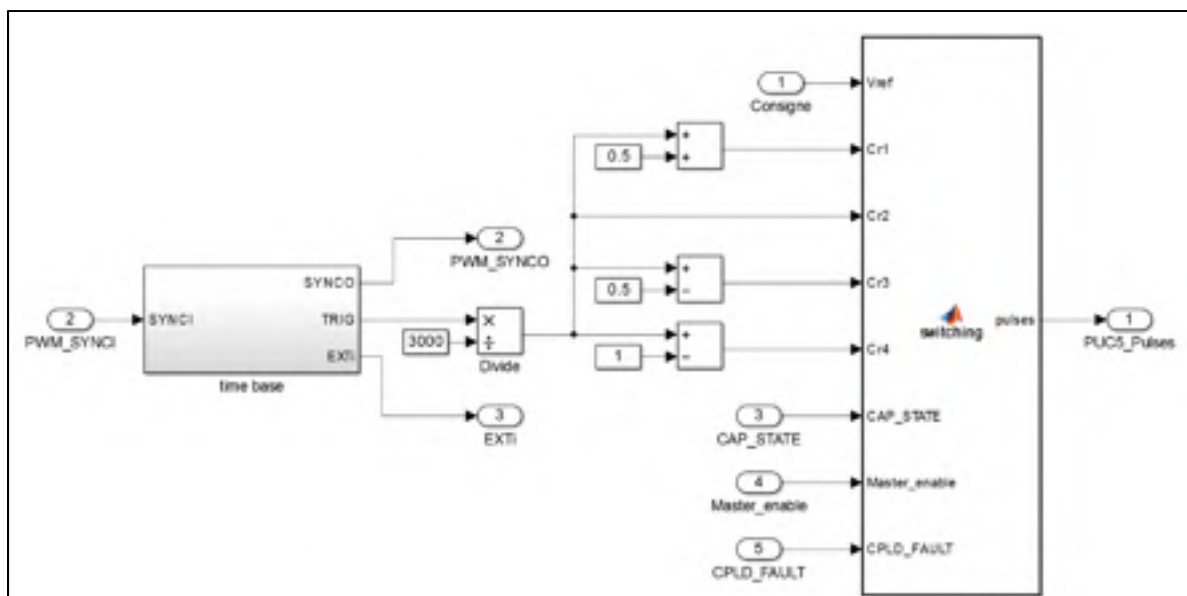 1
Consigne
Vref
+
0.5
+
Cr1
Cr2
2
PWM_SYNCO
SYNCO
+
0.5
−
Cr3
2
PWM_SYNCI
SYNCI
TRIG
×
3000
÷
Divide
+
1
−
Cr4
switching
pulses
1
PUC5_Pulses
EXTi
time base
3
EXTi
3
CAP_STATE
CAP_STATE
4
Master_enable
Master_enable
5
CPLD_FAULT
CPLD_FAULT